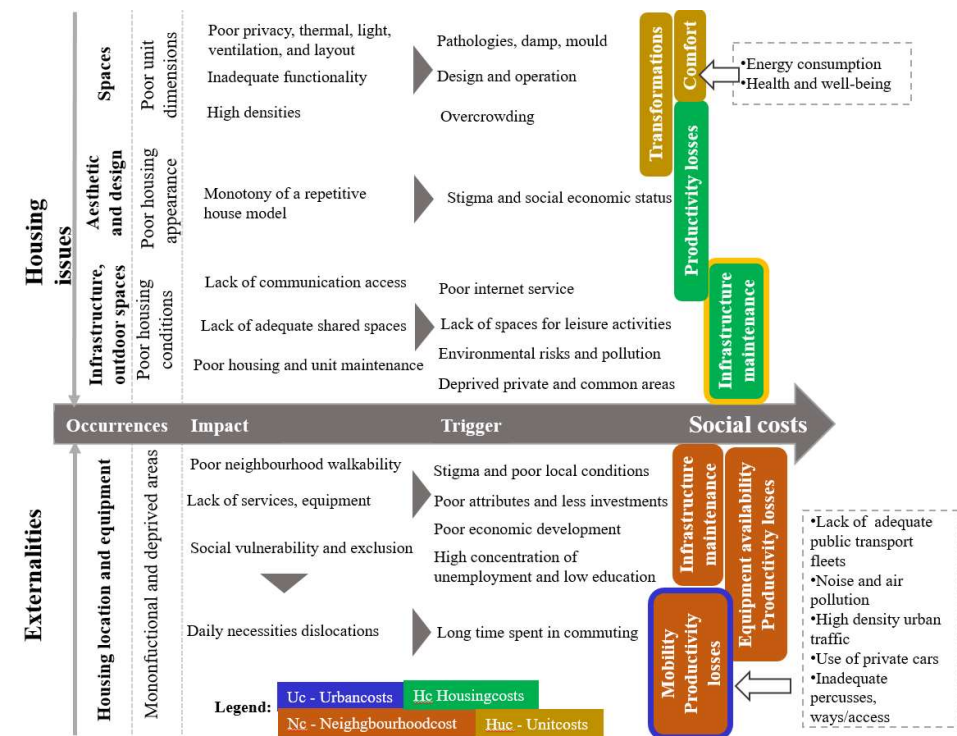 Housing
issues
Spaces
Poor unit
dimensions
Poor privacy, thermal, light,
ventilation, and layout
Inadequate functionality
High densities
Pathologies, damp, mould
Design and operation
Overcrowding
Transformations
Comfort
•Energy consumption
•Health and well-being
Aesthetic
and design
Poor housing
appearance
Monotony of a repetitive
house model
Stigma and social economic status
Productivity losses
Infrastructure,
outdoor spaces
Poor housing
conditions
Lack of communication access
Lack of adequate shared spaces
Poor housing and unit maintenance
Poor internet service
Lack of spaces for leisure activities
Environmental risks and pollution
Deprived private and common areas
Infrastructure
maintenance
Occurrences
Impact
Trigger
Social costs
Externalities
Housing location and equipment
Mononfuctional and deprived areas
Poor neighbourhood walkability
Lack of services, equipment
Social vulnerability and exclusion
Daily necessities dislocations
Stigma and poor local conditions
Poor attributes and less investments
Poor economic development
High concentration of
unemployment and low education
Long time spent in commuting
Infrastructure
maintenance
Equipment availability
Productivity losses
Mobility
Productivity
losses
•Lack of adequate
public transport
fleets
•Noise and air
pollution
•High density urban
traffic
•Use of private cars
•Inadequate
percusses,
ways/access
Legend:
Uc - Urbancosts
Hc Housingcosts
Nc - Neighgbourhoodcost
Huc - Unitcosts